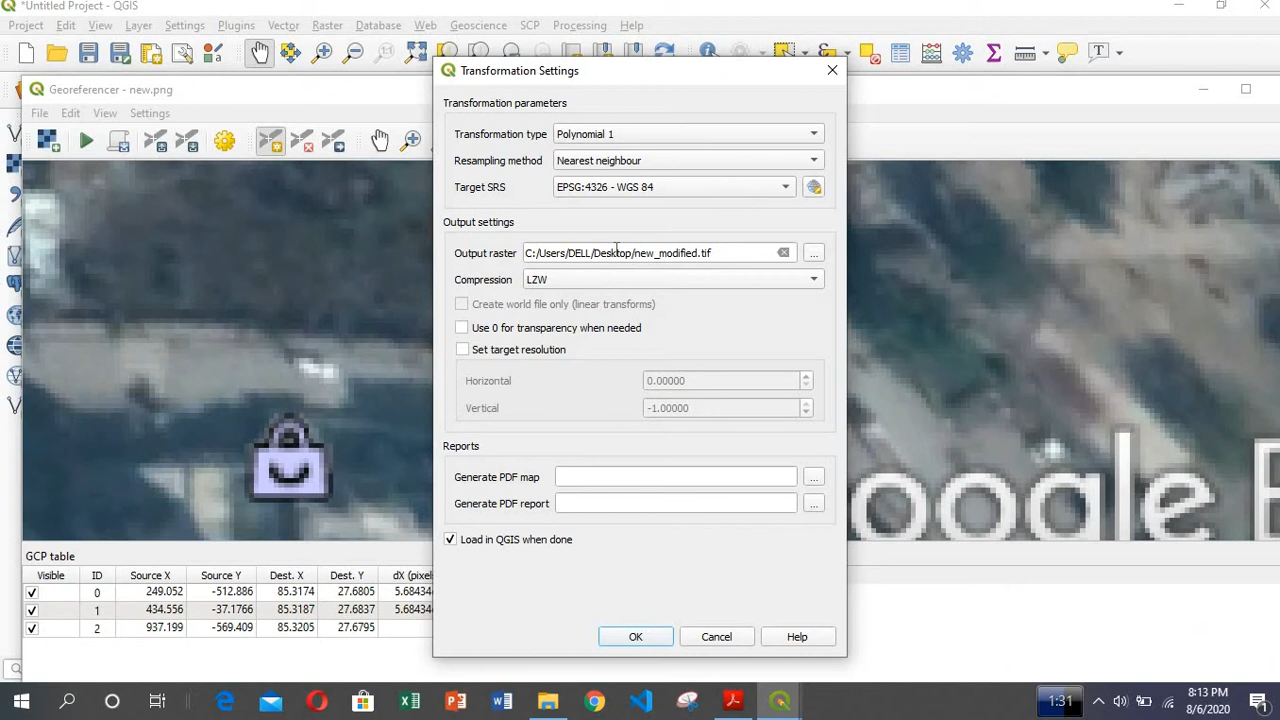 *Untitled Project - QGIS
Project Edit View Layer Settings Plugins Vector Raster Database Web Geoscience SCP Processing Help
Georeferencer - new.png
File Edit View Settings
Transformation Settings
Transformation parameters
Transformation type Polynomial 1
Resampling method Nearest neighbour
Target SRS EPSG:4326 - WGS 84
Output settings
Output raster C:/Users/DELL/Desktop/new_modified.tif ...
Compression LZW
Create world file only (linear transforms)
Use 0 for transparency when needed
Set target resolution
Horizontal 0.00000
Vertical -1.00000
Reports
Generate PDF map ...
Generate PDF report ...
Load in QGIS when done
OK Cancel Help
oogle E
GCP table
Visible ID Source X Source Y Dest. X Dest. Y dX (pixel
0 249.052 -512.886 85.3174 27.6805 5.68434
1 434.556 -37.1766 85.3187 27.6837 5.68434
2 937.199 -569.409 85.3205 27.6795
1:31
8:13 PM
8/6/2020